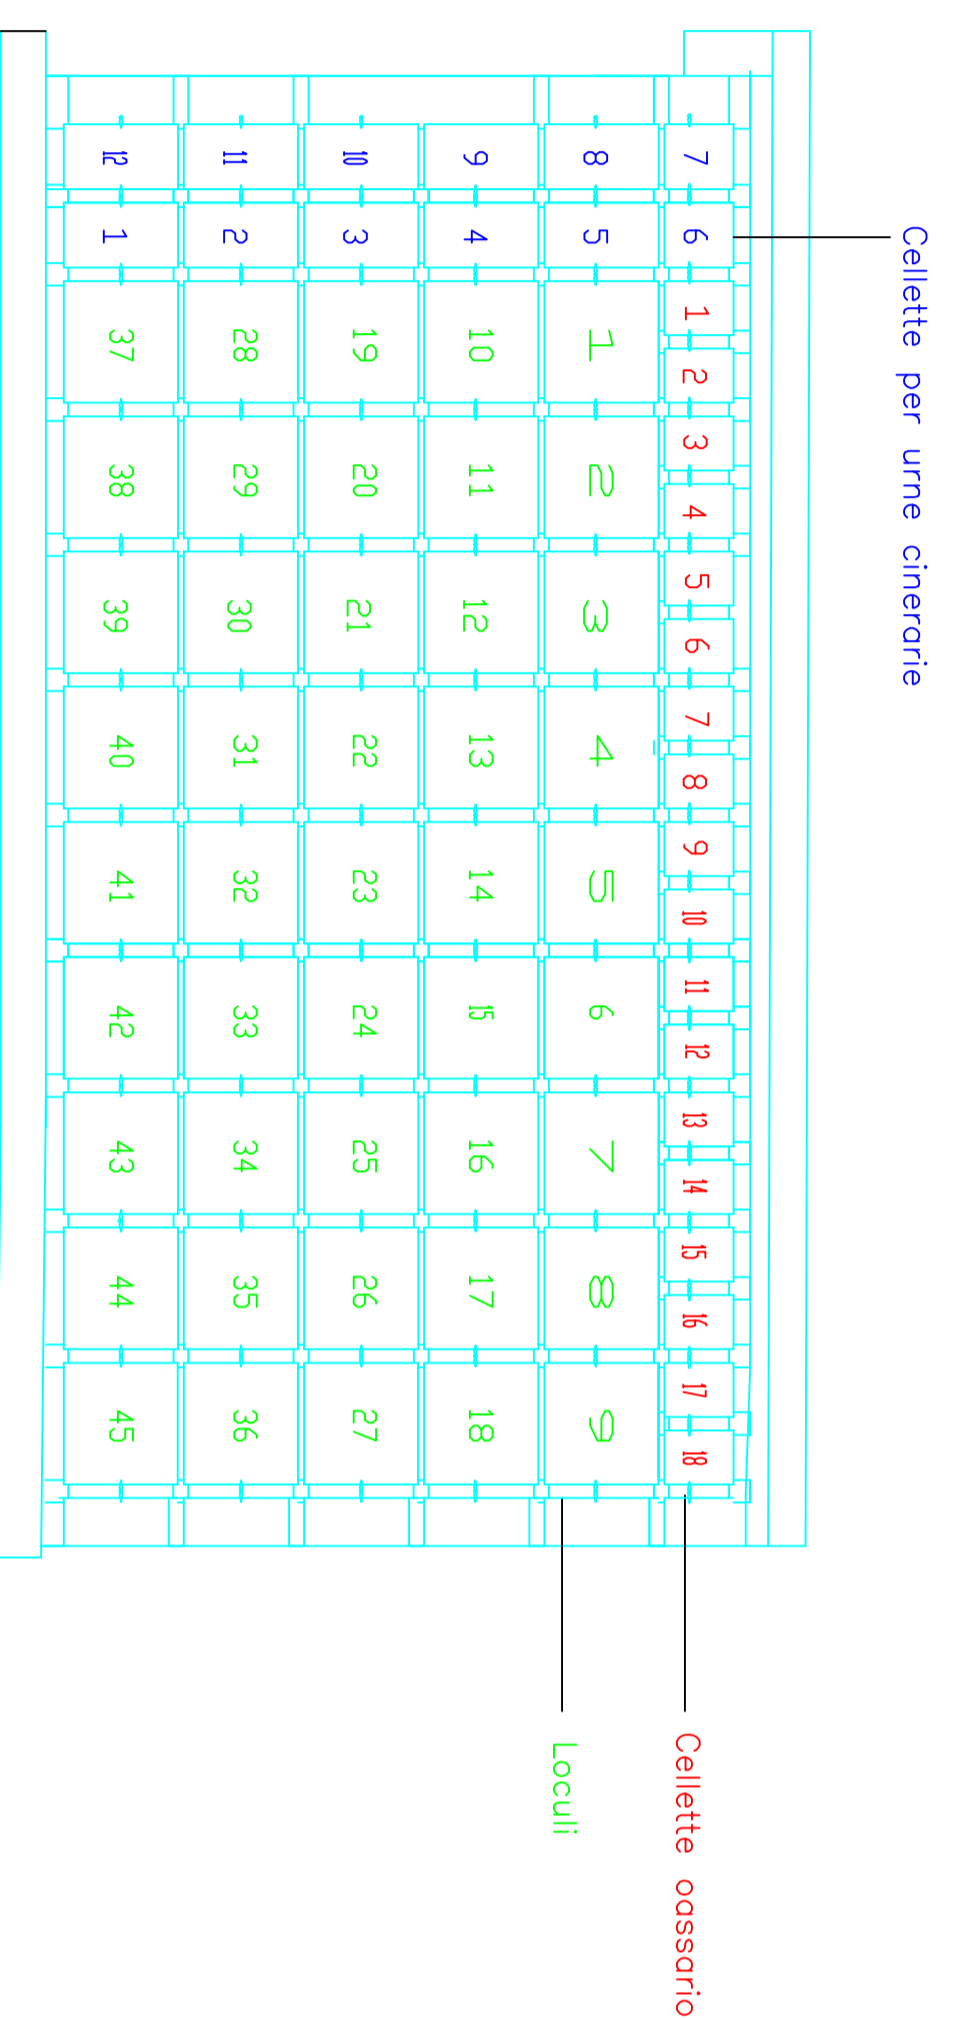 Cellette per urne cinerarie
7 6 1 2 3 4 5 6 7 8 9 10 11 12 13 14 15 16 17 18 Cellette oassario
8 5 1 2 3 4 5 6 7 8 9 Loculi
9 4 10 11 12 13 14 15 16 17 18
10 3 19 20 21 22 23 24 25 26 27
11 2 28 29 30 31 32 33 34 35 36
12 1 37 38 39 40 41 42 43 44 45